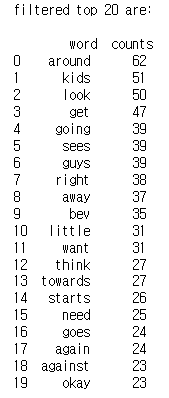 filtered top 20 are:
word counts
0 around 62
1 kids 51
2 look 50
3 get 47
4 going 39
5 sees 39
6 guys 39
7 right 38
8 away 37
9 bev 35
10 little 31
11 want 31
12 think 27
13 towards 27
14 starts 26
15 need 25
16 goes 24
17 again 24
18 against 23
19 okay 23